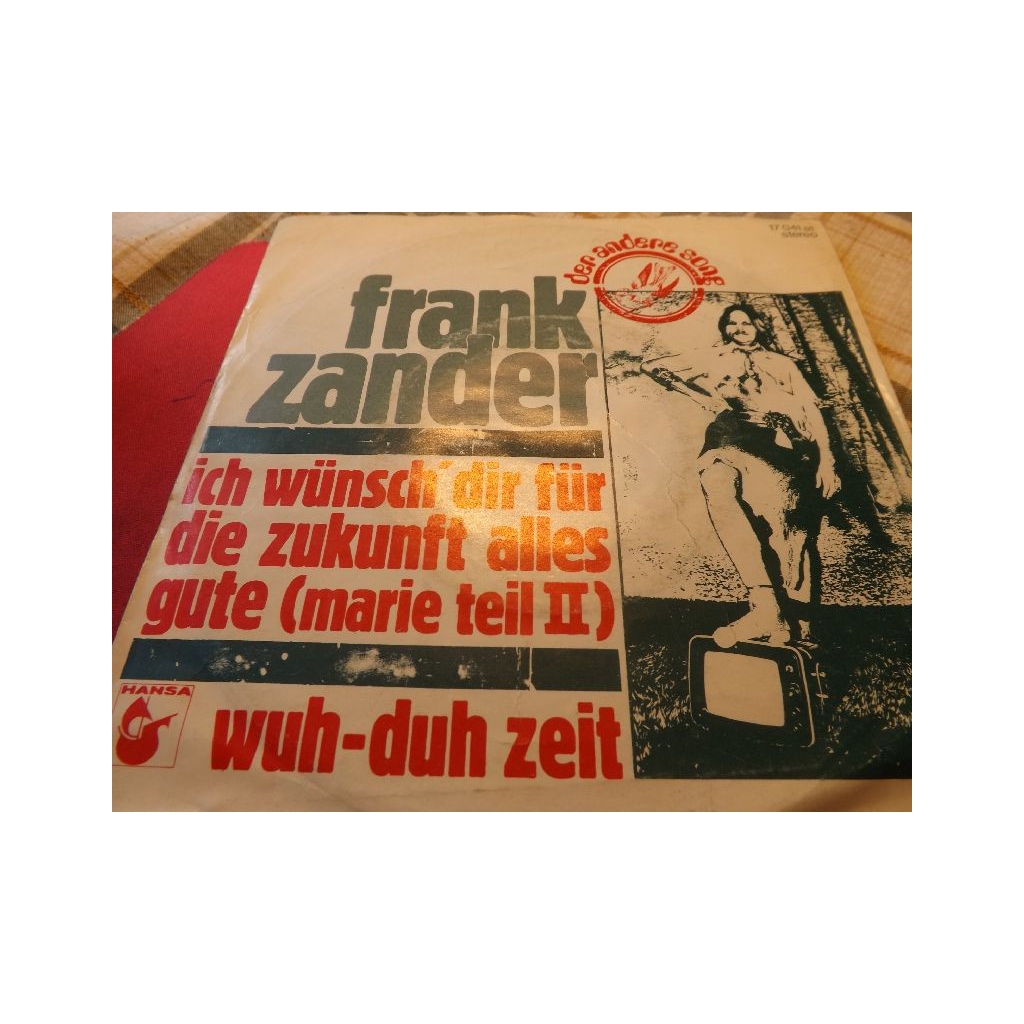 17 041 at
stereo
der andere song
frank
zander
ich wünsch' dir für
die zukunft alles
gute (marie teil II)
HANSA
wuh-duh zeit